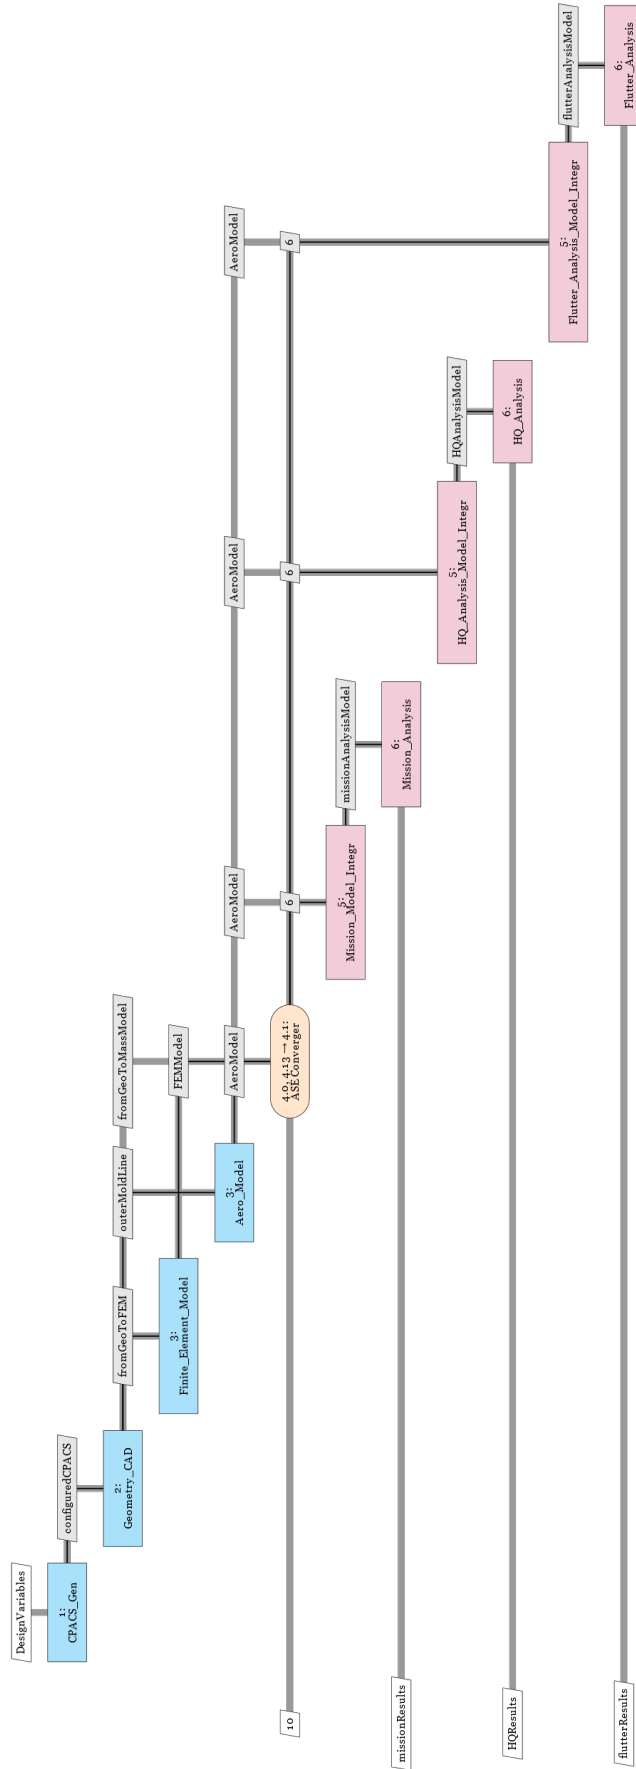 DesignVariables
1:
CPACS_Gen
configuredCPACS
2:
Geometry_CAD
fromGeoToFEM
outerMoldLine
fromGeoToMassModel
3:
Finite_Element_Model
FEMModel
3:
Aero_Model
AeroModel
AeroModel
AeroModel
AeroModel
10
4.0, 4.13 → 4.1:
ASEConverger
6
6
6
5:
Mission_Model_Integr
missionAnalysisModel
missionResults
6:
Mission_Analysis
5:
HQ_Analysis_Model_Integr
HQAnalysisModel
HQResults
6:
HQ_Analysis
5:
Flutter_Analysis_Model_Integr
flutterAnalysisModel
flutterResults
6:
Flutter_Analysis